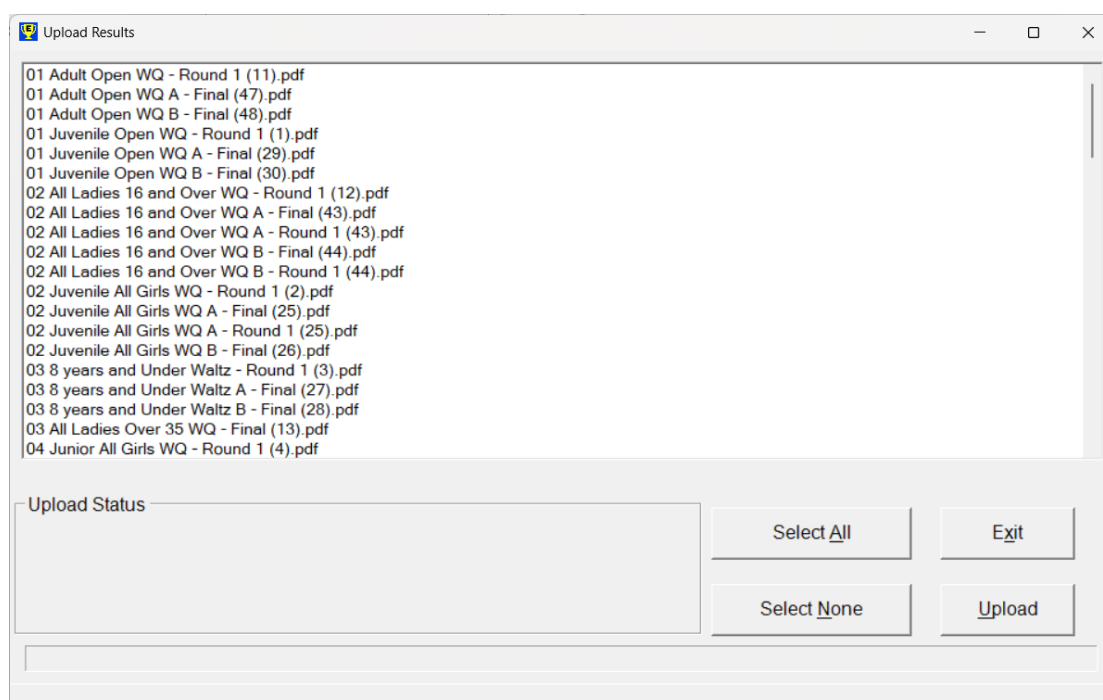 Upload Results
01 Adult Open WQ - Round 1 (11).pdf
01 Adult Open WQ A - Final (47).pdf
01 Adult Open WQ B - Final (48).pdf
01 Juvenile Open WQ - Round 1 (1).pdf
01 Juvenile Open WQ A - Final (29).pdf
01 Juvenile Open WQ B - Final (30).pdf
02 All Ladies 16 and Over WQ - Round 1 (12).pdf
02 All Ladies 16 and Over WQ A - Final (43).pdf
02 All Ladies 16 and Over WQ A - Round 1 (43).pdf
02 All Ladies 16 and Over WQ B - Final (44).pdf
02 All Ladies 16 and Over WQ B - Round 1 (44).pdf
02 Juvenile All Girls WQ - Round 1 (2).pdf
02 Juvenile All Girls WQ A - Final (25).pdf
02 Juvenile All Girls WQ A - Round 1 (25).pdf
02 Juvenile All Girls WQ B - Final (26).pdf
03 8 years and Under Waltz - Round 1 (3).pdf
03 8 years and Under Waltz A - Final (27).pdf
03 8 years and Under Waltz B - Final (28).pdf
03 All Ladies Over 35 WQ - Final (13).pdf
04 Junior All Girls WQ - Round 1 (4).pdf
Upload Status
Select All
Exit
Select None
Upload